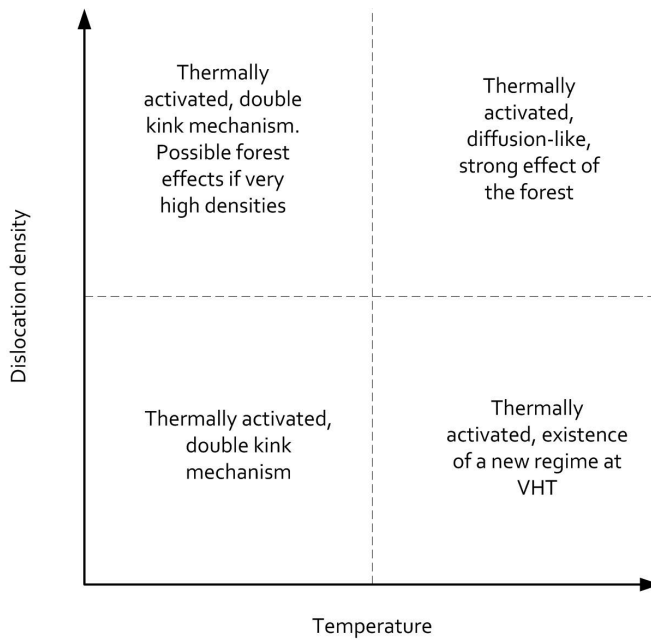 Thermally
activated, double
kink mechanism.
Possible forest
effects if very
high densities
Thermally
activated,
diffusion-like,
strong effect of
the forest
Dislocation density
Thermally activated,
double kink
mechanism
Thermally
activated, existence
of a new regime at
VHT
Temperature